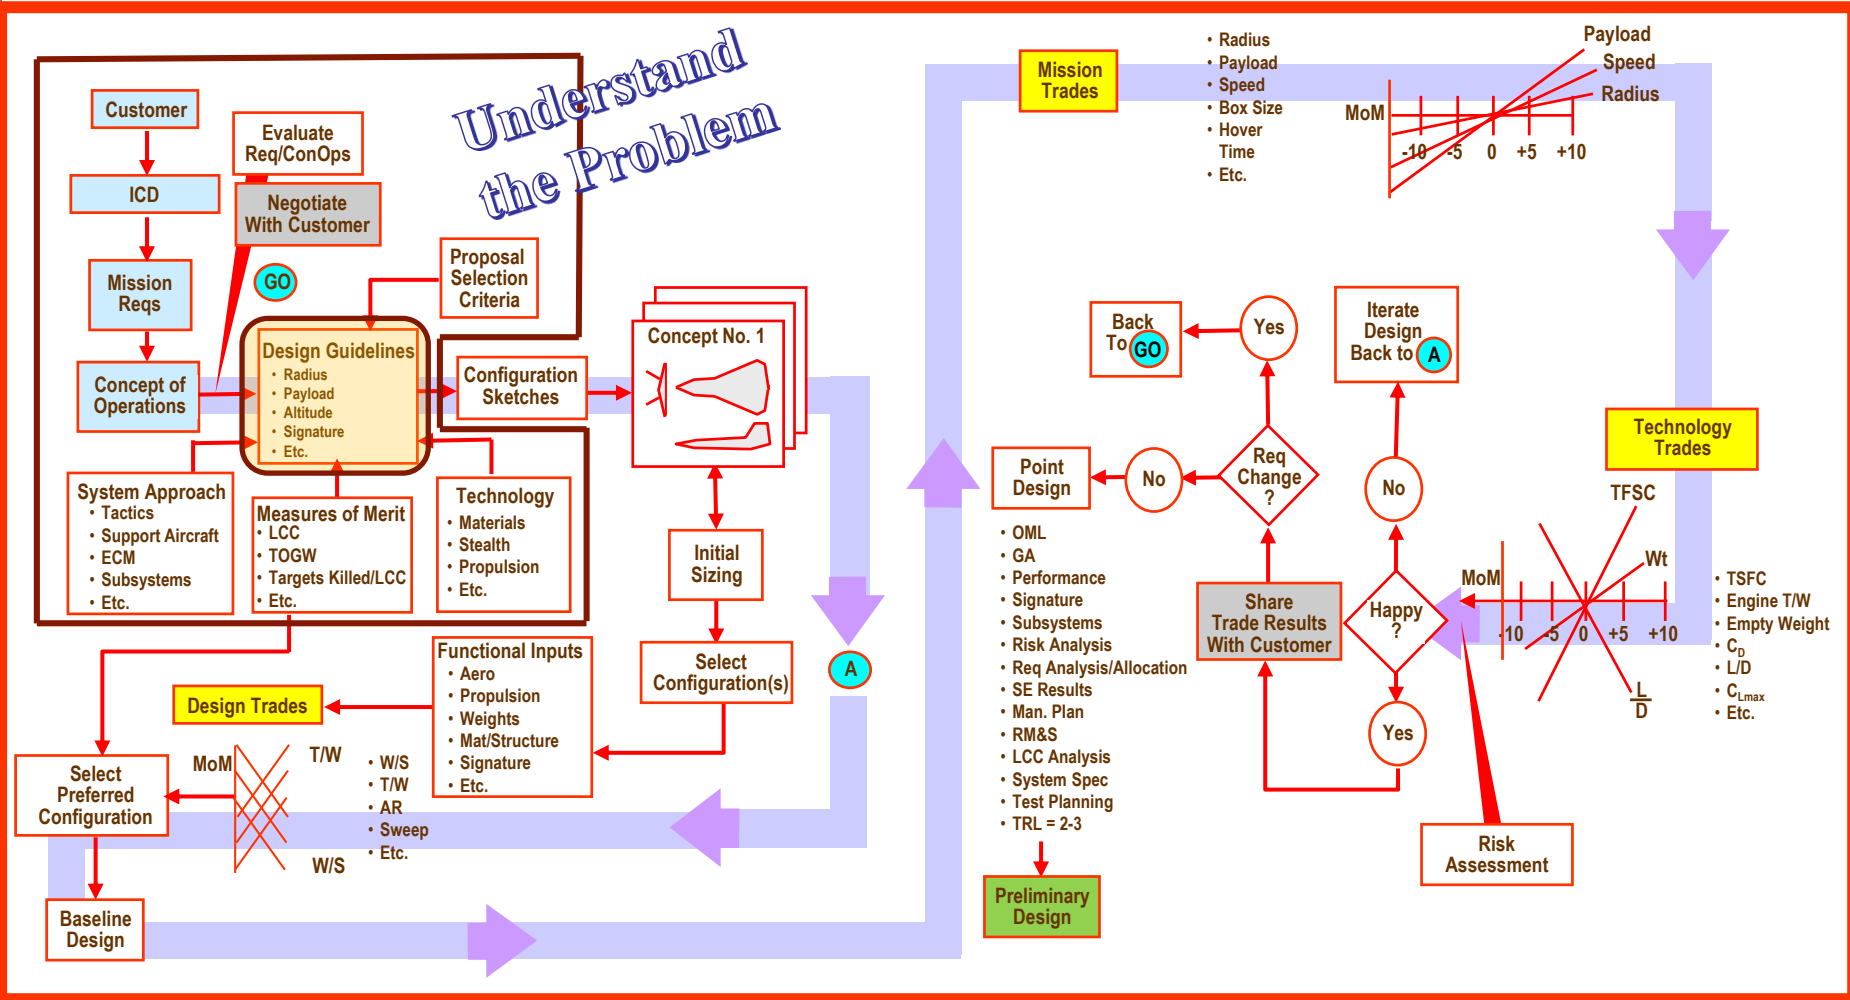 Understand
the Problem
Customer
ICD
Mission
Reqs
Concept of
Operations
Evaluate
Req/ConOps
Negotiate
With Customer
GO
Proposal
Selection
Criteria
Design Guidelines
• Radius
• Payload
• Altitude
• Signature
• Etc.
System Approach
• Tactics
• Support Aircraft
• ECM
• Subsystems
• Etc.
Measures of Merit
• LCC
• TOGW
• Targets Killed/LCC
• Etc.
Technology
• Materials
• Stealth
• Propulsion
• Etc.
Configuration
Sketches
Concept No. 1
Initial
Sizing
Select
Configuration(s)
A
Functional Inputs
• Aero
• Propulsion
• Weights
• Mat/Structure
• Signature
• Etc.
Design Trades
MoM
T/W
W/S
• W/S
• T/W
• AR
• Sweep
• Etc.
Select
Preferred
Configuration
Baseline
Design
Mission
Trades
• Radius
• Payload
• Speed
• Box Size
• Hover
Time
• Etc.
Payload
Speed
Radius
MoM
-10 -5 0 +5 +10
Technology
Trades
TFSC
Wt
MoM
-10 -5 0 +5 +10
L
D
• TSFC
• Engine T/W
• Empty Weight
• CD
• L/D
• CLmax
• Etc.
Risk
Assessment
Happy
?
No
Iterate
Design
Back to A
Yes
Share
Trade Results
With Customer
Req
Change
?
Yes
Back
To GO
No
Point
Design
• OML
• GA
• Performance
• Signature
• Subsystems
• Risk Analysis
• Req Analysis/Allocation
• SE Results
• Man. Plan
• RM&S
• LCC Analysis
• System Spec
• Test Planning
• TRL = 2-3
Preliminary
Design